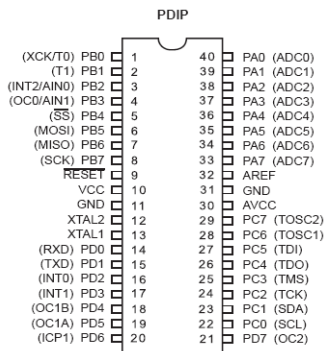 PDIP
(XCK/T0) PB0 1 40 PA0 (ADC0)
(T1) PB1 2 39 PA1 (ADC1)
(INT2/AIN0) PB2 3 38 PA2 (ADC2)
(OC0/AIN1) PB3 4 37 PA3 (ADC3)
(SS) PB4 5 36 PA4 (ADC4)
(MOSI) PB5 6 35 PA5 (ADC5)
(MISO) PB6 7 34 PA6 (ADC6)
(SCK) PB7 8 33 PA7 (ADC7)
RESET 9 32 AREF
VCC 10 31 GND
GND 11 30 AVCC
XTAL2 12 29 PC7 (TOSC2)
XTAL1 13 28 PC6 (TOSC1)
(RXD) PD0 14 27 PC5 (TDI)
(TXD) PD1 15 26 PC4 (TDO)
(INT0) PD2 16 25 PC3 (TMS)
(INT1) PD3 17 24 PC2 (TCK)
(OC1B) PD4 18 23 PC1 (SDA)
(OC1A) PD5 19 22 PC0 (SCL)
(ICP1) PD6 20 21 PD7 (OC2)